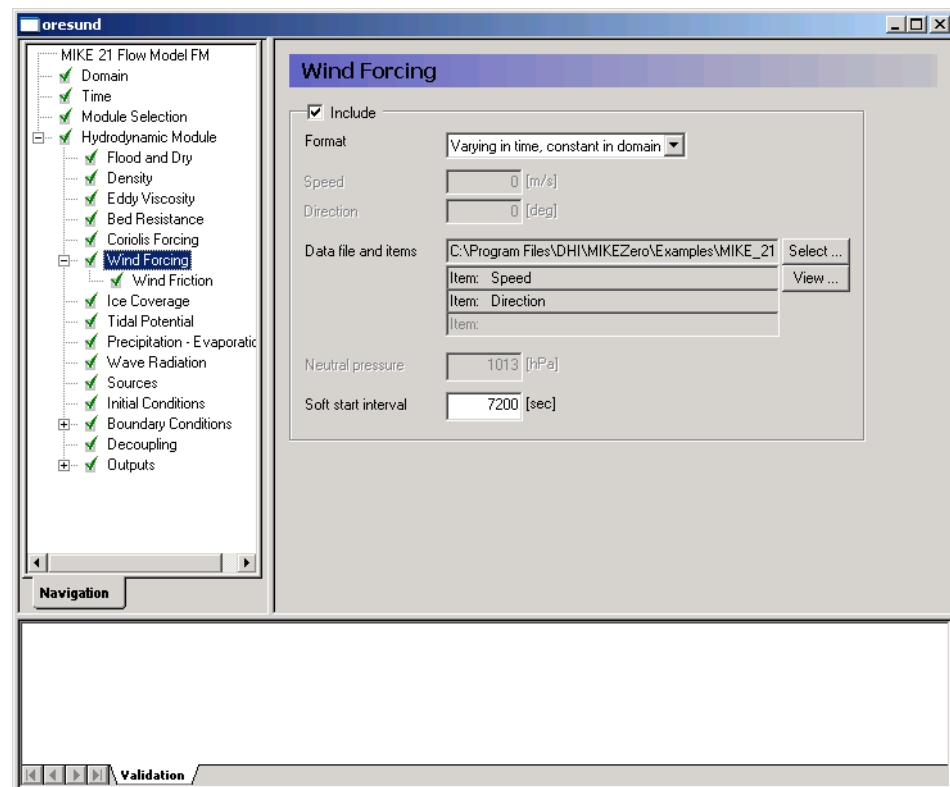 oresund
MIKE 21 Flow Model FM
Domain
Time
Module Selection
Hydrodynamic Module
Flood and Dry
Density
Eddy Viscosity
Bed Resistance
Coriolis Forcing
Wind Forcing
Wind Friction
Ice Coverage
Tidal Potential
Precipitation - Evaporatic
Wave Radiation
Sources
Initial Conditions
Boundary Conditions
Decoupling
Outputs
Navigation
Wind Forcing
Include
Format Varying in time, constant in domain
Speed 0 [m/s]
Direction 0 [deg]
Data file and items C:\Program Files\DHI\MIKEZero\Examples\MIKE_21 Select ...
Item: Speed View ...
Item: Direction
Item:
Neutral pressure 1013 [hPa]
Soft start interval 7200 [sec]
Validation